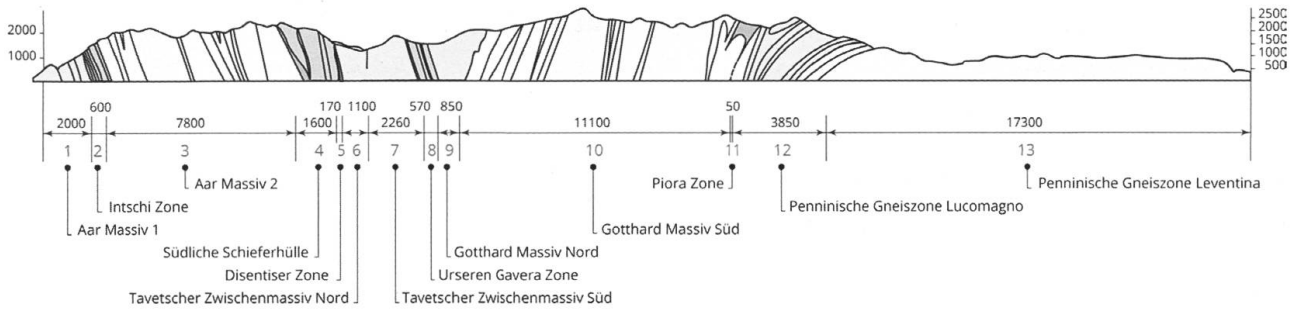 2000
1000
2500
2000
1500
1000
500
600 170 1100 570 850 50
2000 7800 1600 2260 11100 3850 17300
1 2 3 4 5 6 7 8 9 10 11 12 13
Aar Massiv 2 Piora Zone Penninische Gneiszone Leventina
Intschi Zone Penninische Gneiszone Lucomagno
Aar Massiv 1 Gotthard Massiv Süd
Südliche Schieferhülle Gotthard Massiv Nord
Disentiser Zone Urseren Gavera Zone
Tavetscher Zwischenmassiv Nord Tavetscher Zwischenmassiv Süd